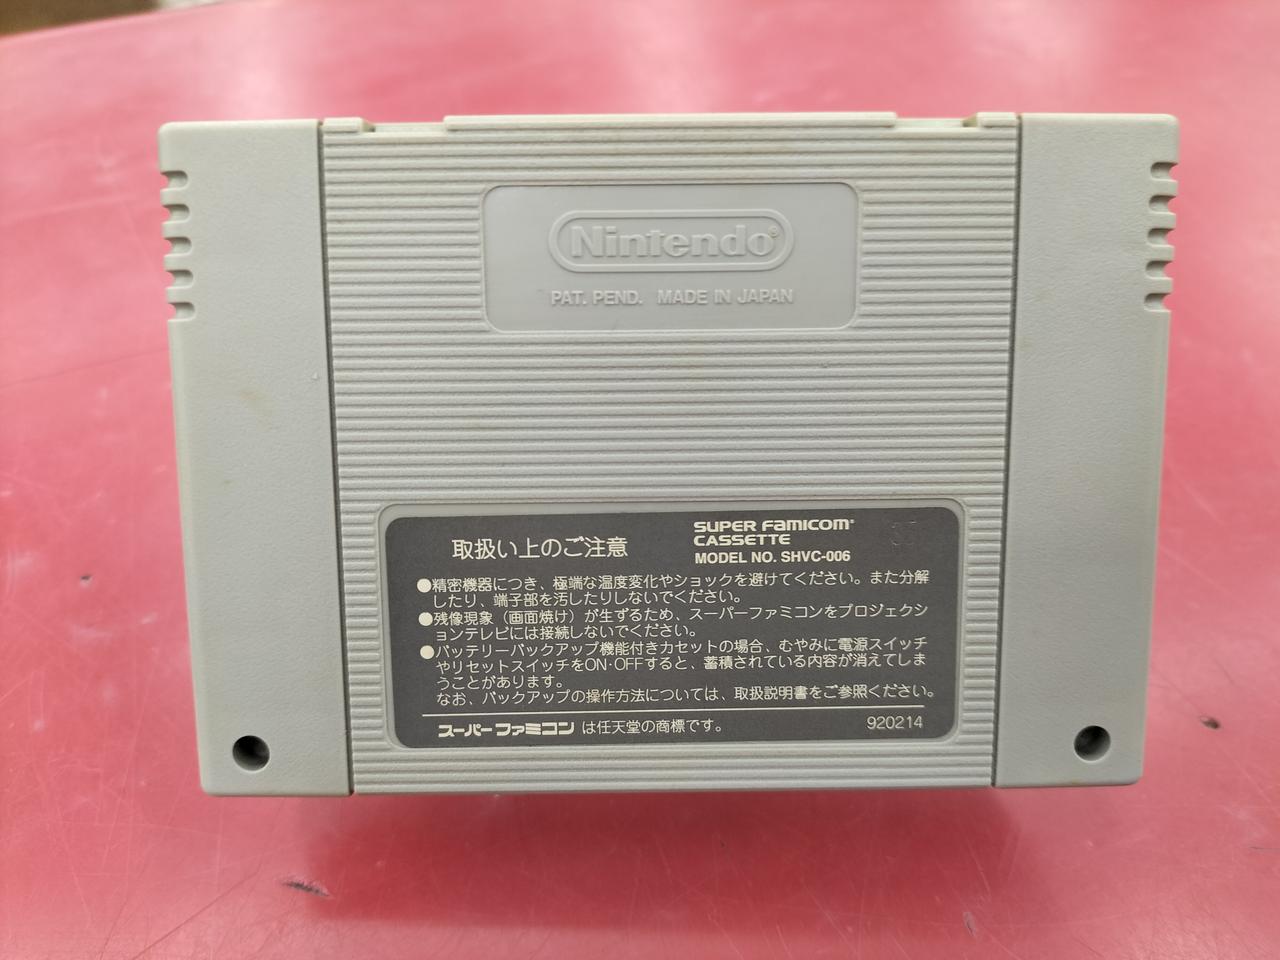 Nintendo®
PAT. PEND. MADE IN JAPAN
取扱い上のご注意
SUPER FAMICOM®
CASSETTE
MODEL NO. SHVC-006
35
●精密機器につき、極端な温度変化やショックを避けてください。また分解
したり、端子部を汚したりしないでください。
●残像現象（画面焼け）が生ずるため、スーパーファミコンをプロジェクシ
ョンテレビには接続しないでください。
●バッテリーバックアップ機能付きカセットの場合、むやみに電源スイッチ
やリセットスイッチをON·OFFすると、蓄積されている内容が消えてしま
うことがあります。
なお、バックアップの操作方法については、取扱説明書をご参照ください。
スーパーファミコン は任天堂の商標です。
920214